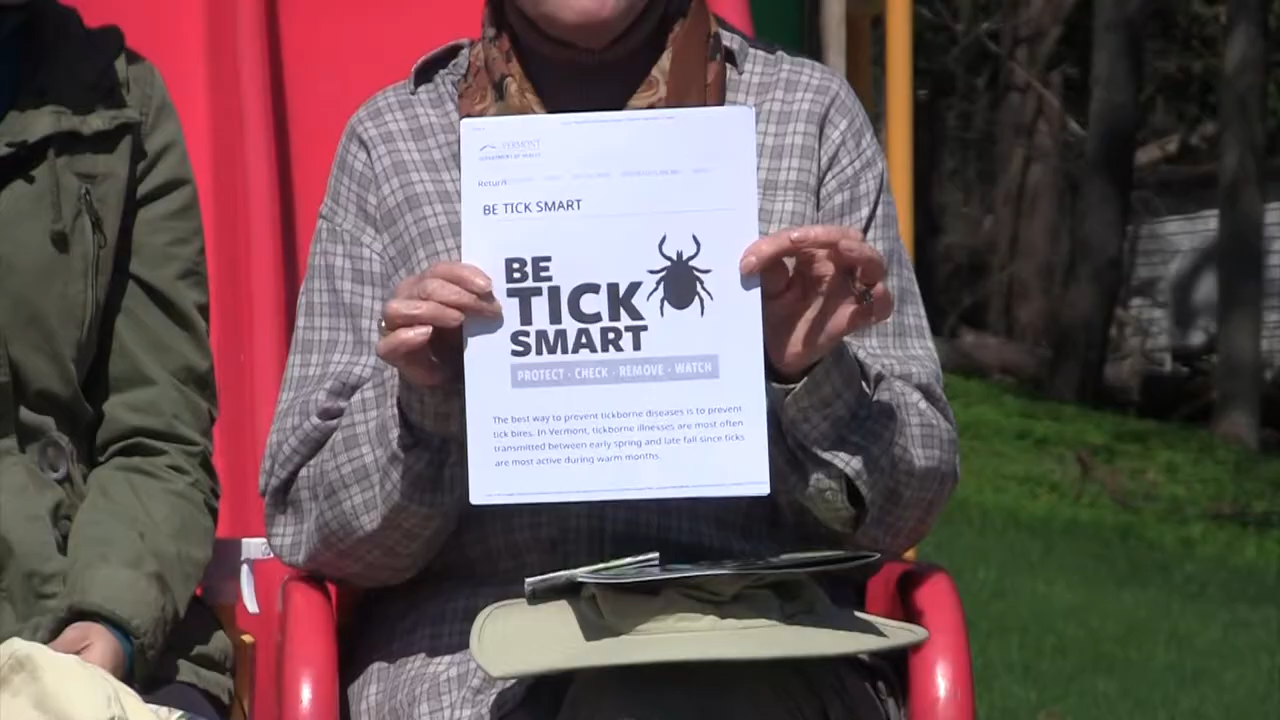 VERMONT
DEPARTMENT OF HEALTH
Return
BE TICK SMART
BE
TICK
SMART
PROTECT · CHECK · REMOVE · WATCH
The best way to prevent tickborne diseases is to prevent
tick bites. In Vermont, tickborne illnesses are most often
transmitted between early spring and late fall since ticks
are most active during warm months.